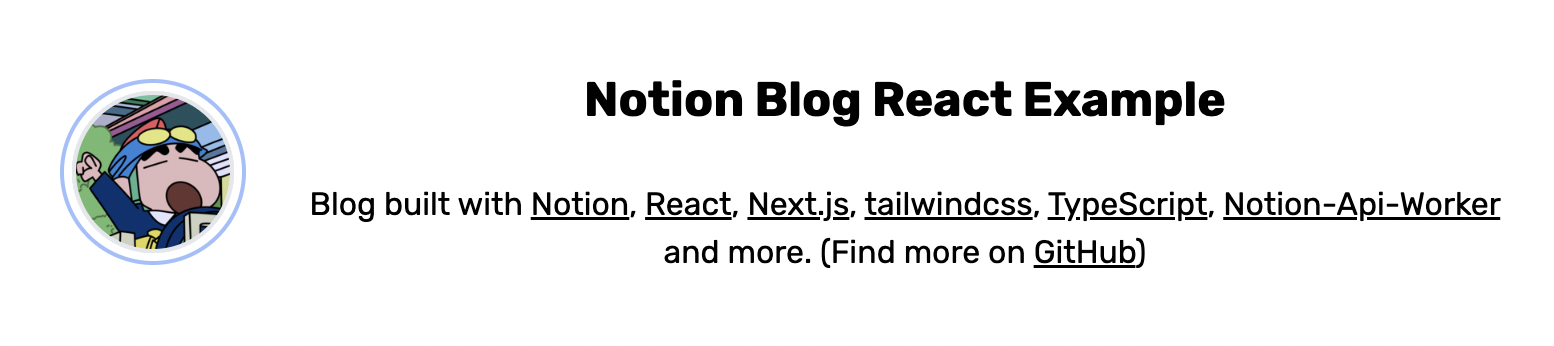 Notion Blog React Example
Blog built with Notion, React, Next.js, tailwindcss, TypeScript, Notion-Api-Worker
and more. (Find more on GitHub)